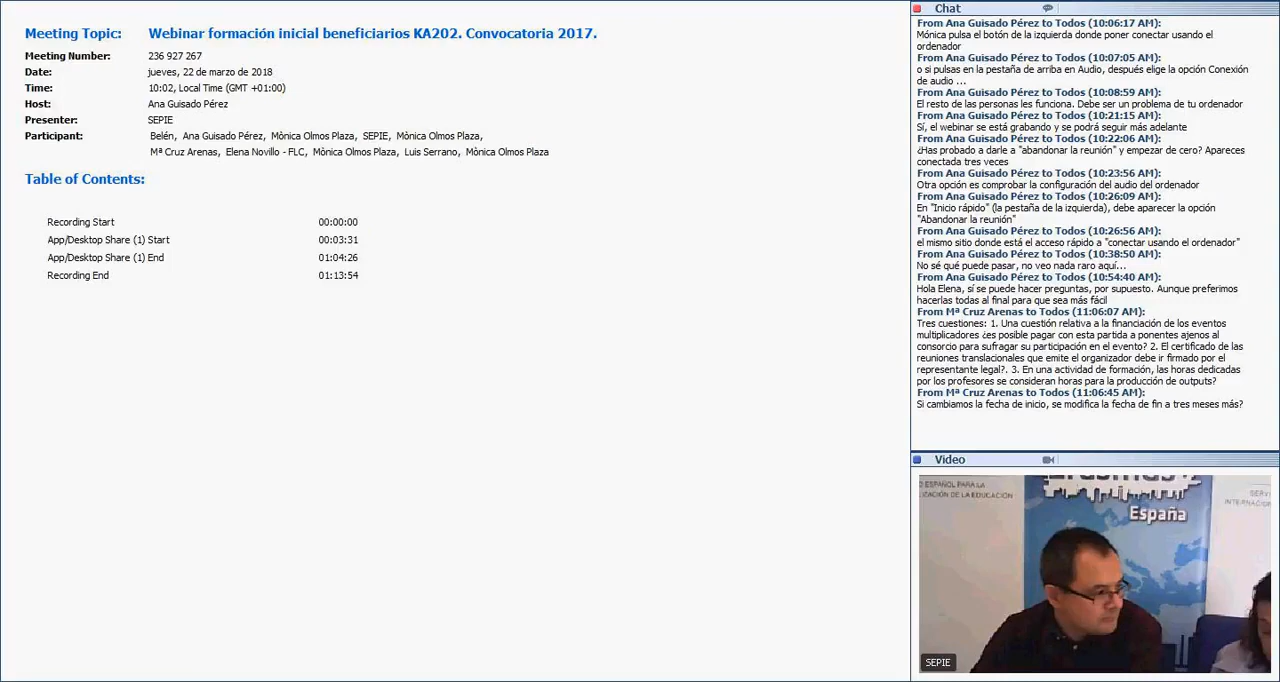 Meeting Topic: Webinar formación inicial beneficiarios KA202. Convocatoria 2017.
Meeting Number: 236 927 267
Date: jueves, 22 de marzo de 2018
Time: 10:02, Local Time (GMT +01:00)
Host: Ana Guisado Pérez
Presenter: SEPIE
Participant: Belén, Ana Guisado Pérez, Mònica Olmos Plaza, SEPIE, Mònica Olmos Plaza,
Mª Cruz Arenas, Elena Novillo - FLC, Mònica Olmos Plaza, Luis Serrano, Mònica Olmos Plaza
Table of Contents:
Recording Start 00:00:00
App/Desktop Share (1) Start 00:03:31
App/Desktop Share (1) End 01:04:26
Recording End 01:13:54
Chat
From Ana Guisado Pérez to Todos (10:06:17 AM):
Mónica pulsa el botón de la izquierda donde poner conectar usando el
ordenador
From Ana Guisado Pérez to Todos (10:07:05 AM):
o si pulsas en la pestaña de arriba en Audio, después elige la opción Conexión
de audio ...
From Ana Guisado Pérez to Todos (10:08:59 AM):
El resto de las personas les funciona. Debe ser un problema de tu ordenador
From Ana Guisado Pérez to Todos (10:21:15 AM):
Sí, el webinar se está grabando y se podrá seguir más adelante
From Ana Guisado Pérez to Todos (10:22:06 AM):
¿Has probado a darle a "abandonar la reunión" y empezar de cero? Apareces
conectada tres veces
From Ana Guisado Pérez to Todos (10:23:56 AM):
Otra opción es comprobar la configuración del audio del ordenador
From Ana Guisado Pérez to Todos (10:26:09 AM):
En "Inicio rápido" (la pestaña de la izquierda), debe aparecer la opción
"Abandonar la reunión"
From Ana Guisado Pérez to Todos (10:26:56 AM):
el mismo sitio donde está el acceso rápido a "conectar usando el ordenador"
From Ana Guisado Pérez to Todos (10:38:50 AM):
No sé qué puede pasar, no veo nada raro aquí...
From Ana Guisado Pérez to Todos (10:54:40 AM):
Hola Elena, sí se puede hacer preguntas, por supuesto. Aunque preferimos
hacerlas todas al final para que sea más fácil
From Mª Cruz Arenas to Todos (11:06:07 AM):
Tres cuestiones: 1. Una cuestión relativa a la financiación de los eventos
multiplicadores ¿es posible pagar con esta partida a ponentes ajenos al
consorcio para sufragar su participación en el evento? 2. El certificado de las
reuniones translacionales que emite el organizador debe ir firmado por el
representante legal?. 3. En una actividad de formación, las horas dedicadas
por los profesores se consideran horas para la producción de outputs?
From Mª Cruz Arenas to Todos (11:06:45 AM):
Si cambiamos la fecha de inicio, se modifica la fecha de fin a tres meses más?
Video
O ESPAÑOL PARA LA
LIZACIÓN DE LA EDUCACIÓN
Erasmus+
España
SERV
INTERNACION
SEPIE